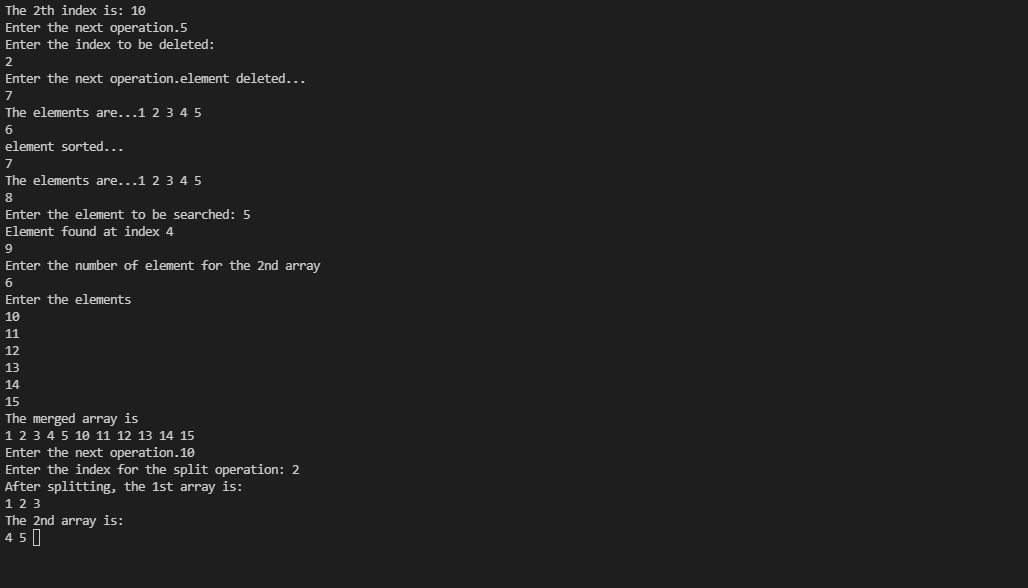 The 2th index is: 10
Enter the next operation.5
Enter the index to be deleted:
2
Enter the next operation.element deleted...
7
The elements are...1 2 3 4 5
6
element sorted...
7
The elements are...1 2 3 4 5
8
Enter the element to be searched: 5
Element found at index 4
9
Enter the number of element for the 2nd array
6
Enter the elements
10
11
12
13
14
15
The merged array is
1 2 3 4 5 10 11 12 13 14 15
Enter the next operation.10
Enter the index for the split operation: 2
After splitting, the 1st array is:
1 2 3
The 2nd array is:
4 5